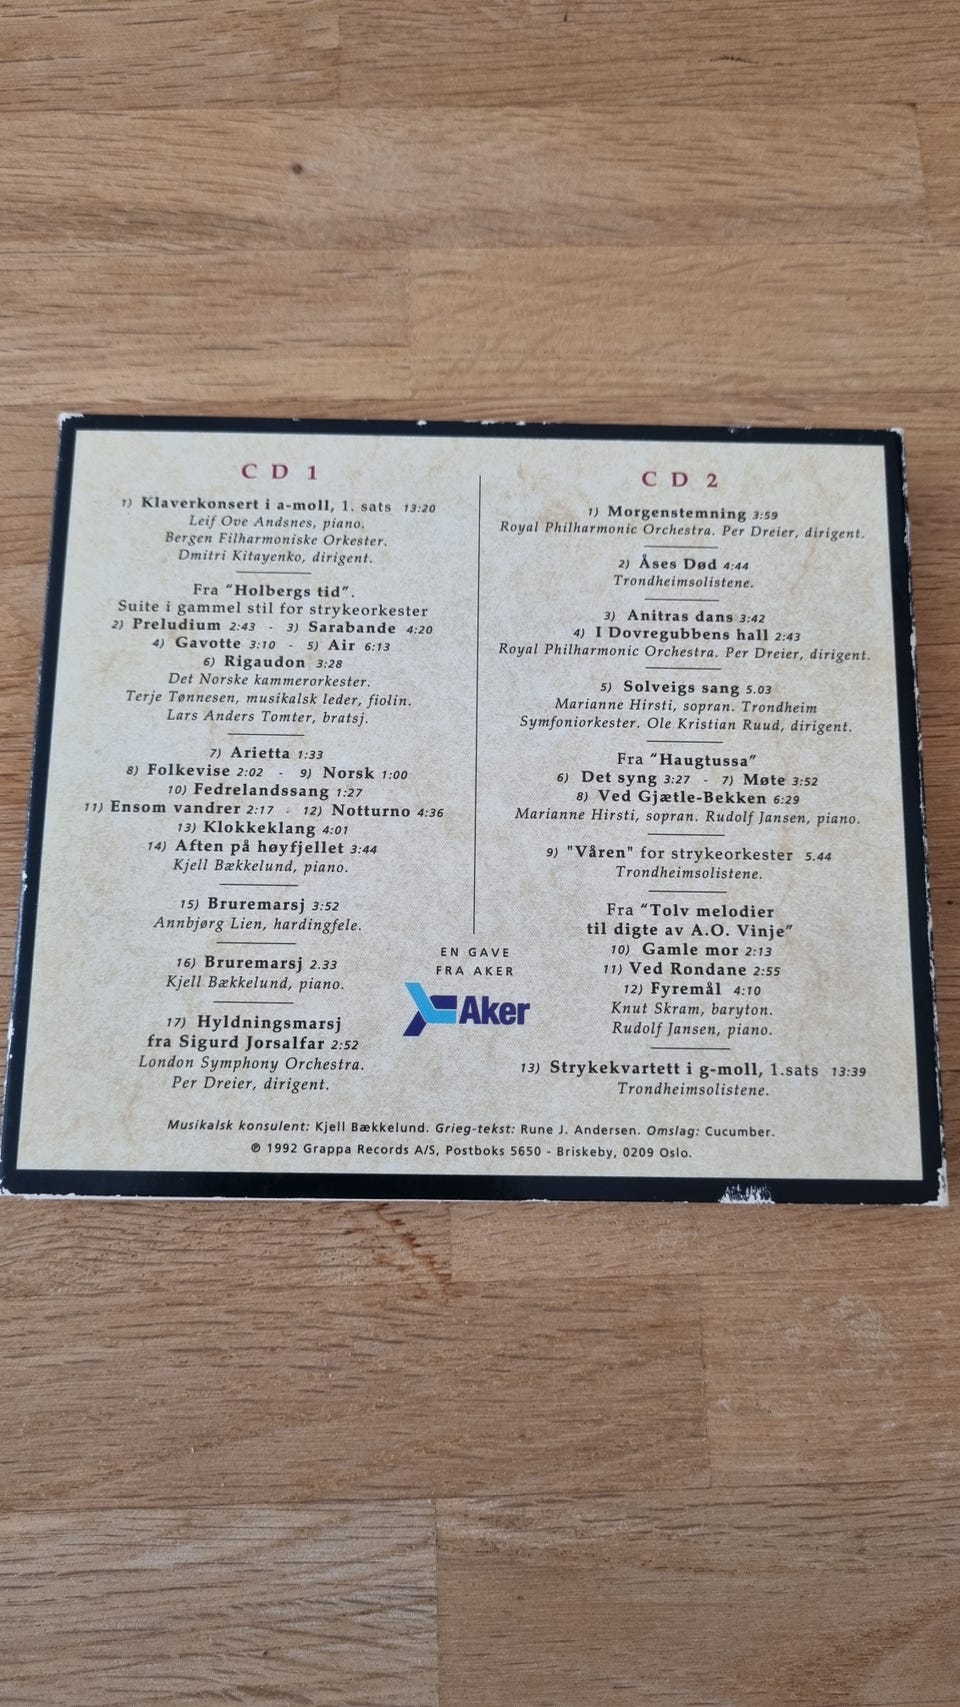 CD 1
1) Klaverkonsert i a-moll, 1. sats 13:20
Leif Ove Andsnes, piano.
Bergen Filharmoniske Orkester.
Dmitri Kitayenko, dirigent.
Fra "Holbergs tid".
Suite i gammel stil for strykeorkester
2) Preludium 2:43 - 3) Sarabande 4:20
4) Gavotte 3:10 - 5) Air 6:13
6) Rigaudon 3:28
Det Norske kammerorkester.
Terje Tønnesen, musikalsk leder, fiolin.
Lars Anders Tomter, bratsj.
7) Arietta 1:33
8) Folkevise 2:02 - 9) Norsk 1:00
10) Fedrelandssang 1:27
11) Ensom vandrer 2:17 - 12) Notturno 4:36
13) Klokkeklang 4:01
14) Aften på høyfjellet 3:44
Kjell Bækkelund, piano.
15) Bruremarsj 3:52
Annbjørg Lien, hardingfele.
16) Bruremarsj 2.33
Kjell Bækkelund, piano.
17) Hyldningsmarsj
fra Sigurd Jorsalfar 2:52
London Symphony Orchestra.
Per Dreier, dirigent.
CD 2
1) Morgenstemning 3:59
Royal Philharmonic Orchestra. Per Dreier, dirigent.
2) Åses Død 4:44
Trondheimsolistene.
3) Anitras dans 3:42
4) I Dovregubbens hall 2:43
Royal Philharmonic Orchestra. Per Dreier, dirigent.
5) Solveigs sang 5.03
Marianne Hirsti, sopran. Trondheim
Symfoniorkester. Ole Kristian Ruud, dirigent.
Fra "Haugtussa"
6) Det syng 3:27 - 7) Møte 3:52
8) Ved Gjætle-Bekken 6:29
Marianne Hirsti, sopran. Rudolf Jansen, piano.
9) "Våren" for strykeorkester 5.44
Trondheimsolistene.
Fra "Tolv melodier
til digte av A.O. Vinje"
10) Gamle mor 2:13
11) Ved Rondane 2:55
12) Fyremål 4:10
Knut Skram, baryton.
Rudolf Jansen, piano.
13) Strykekvartett i g-moll, 1.sats 13:39
Trondheimsolistene.
EN GAVE
FRA AKER
Aker
Musikalsk konsulent: Kjell Bækkelund. Grieg-tekst: Rune J. Andersen. Omslag: Cucumber.
℗ 1992 Grappa Records A/S, Postboks 5650 - Briskeby, 0209 Oslo.